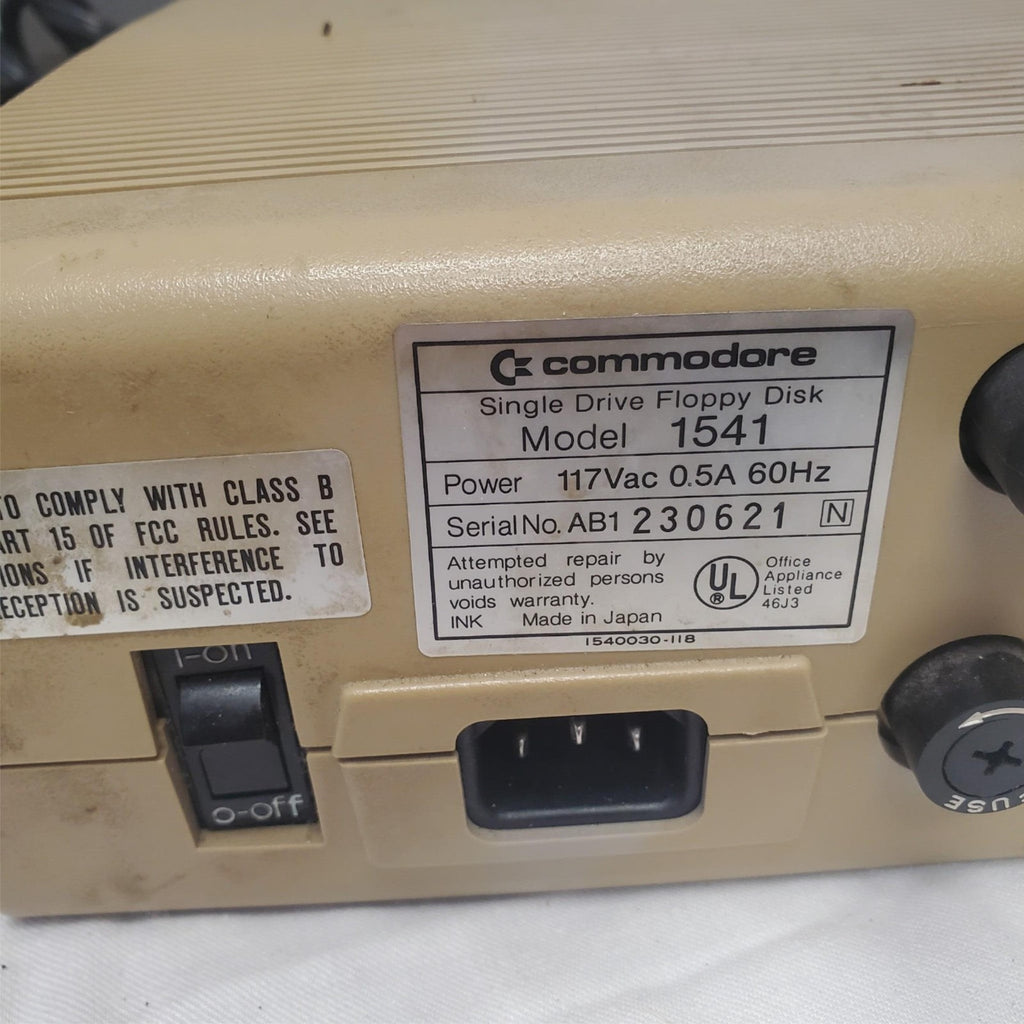 commodore
Single Drive Floppy Disk
Model 1541
Power 117Vac 0.5A 60Hz
Serial No. AB1 230621 N
Attempted repair by
unauthorized persons
voids warranty.
INK Made in Japan
UL ®
Office
Appliance
Listed
46J3
1540030-118
TO COMPLY WITH CLASS B
ART 15 OF FCC RULES. SEE
IONS IF INTERFERENCE TO
ECEPTION IS SUSPECTED.
I-on
o-off
FUSE